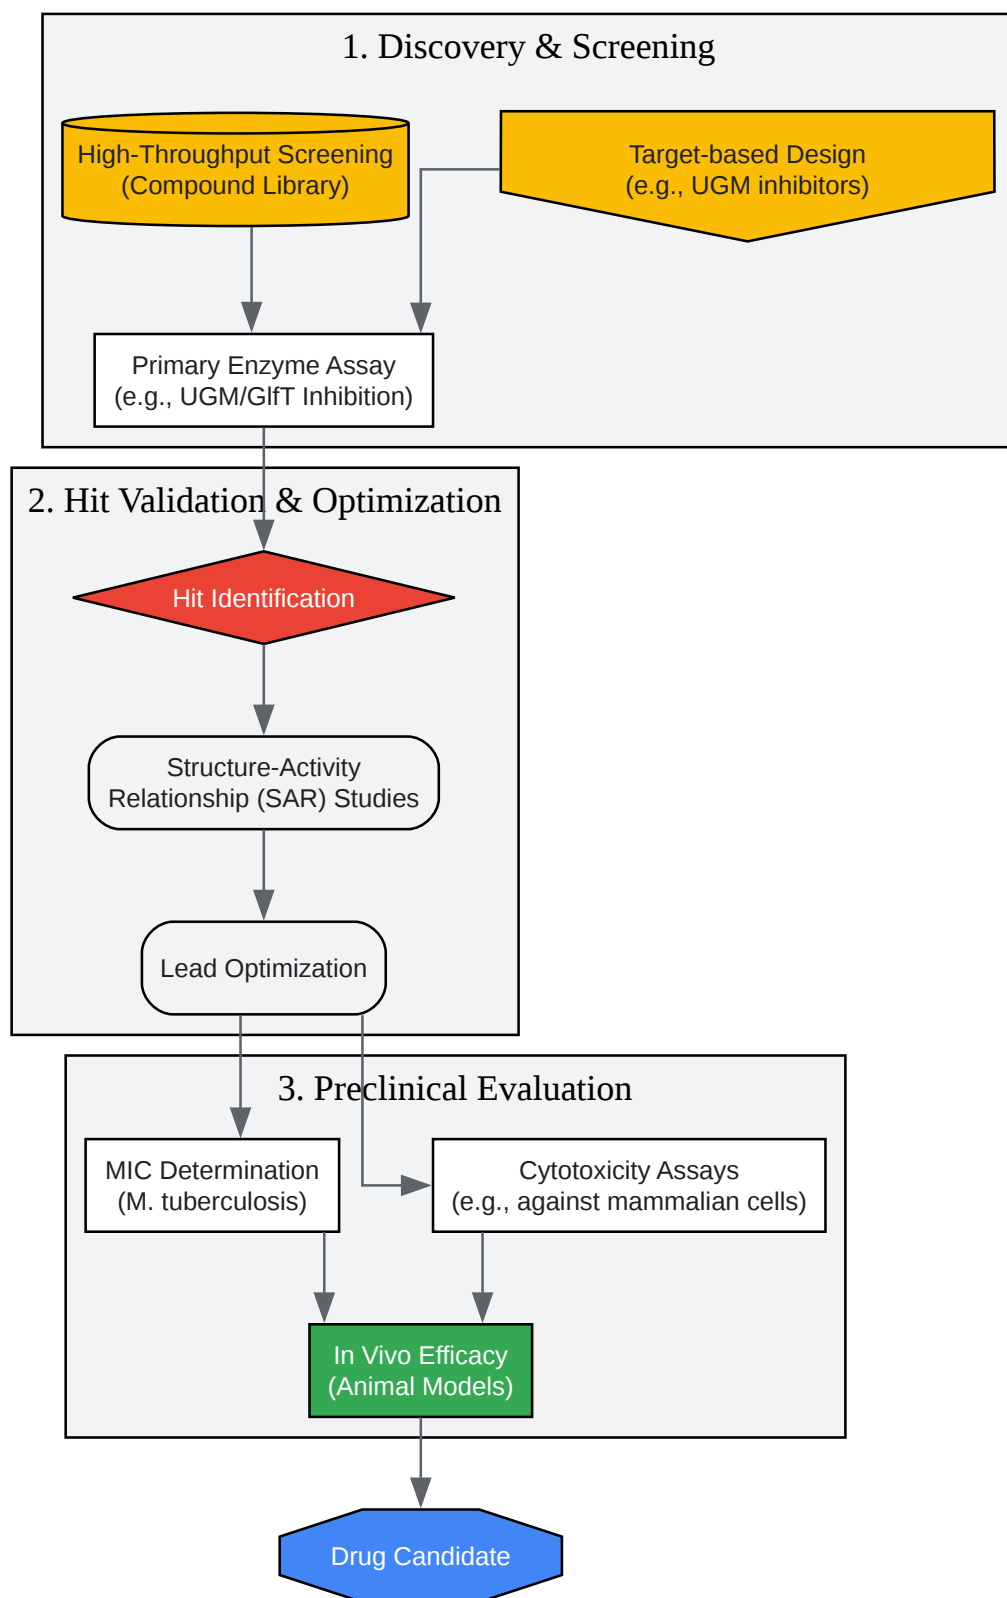 1. Discovery & Screening
High-Throughput Screening
(Compound Library)
Target-based Design
(e.g., UGM inhibitors)
Primary Enzyme Assay
(e.g., UGM/GlfT Inhibition)
2. Hit Validation & Optimization
Hit Identification
Structure-Activity
Relationship (SAR) Studies
Lead Optimization
3. Preclinical Evaluation
MIC Determination
(M. tuberculosis)
Cytotoxicity Assays
(e.g., against mammalian cells)
In Vivo Efficacy
(Animal Models)
Drug Candidate